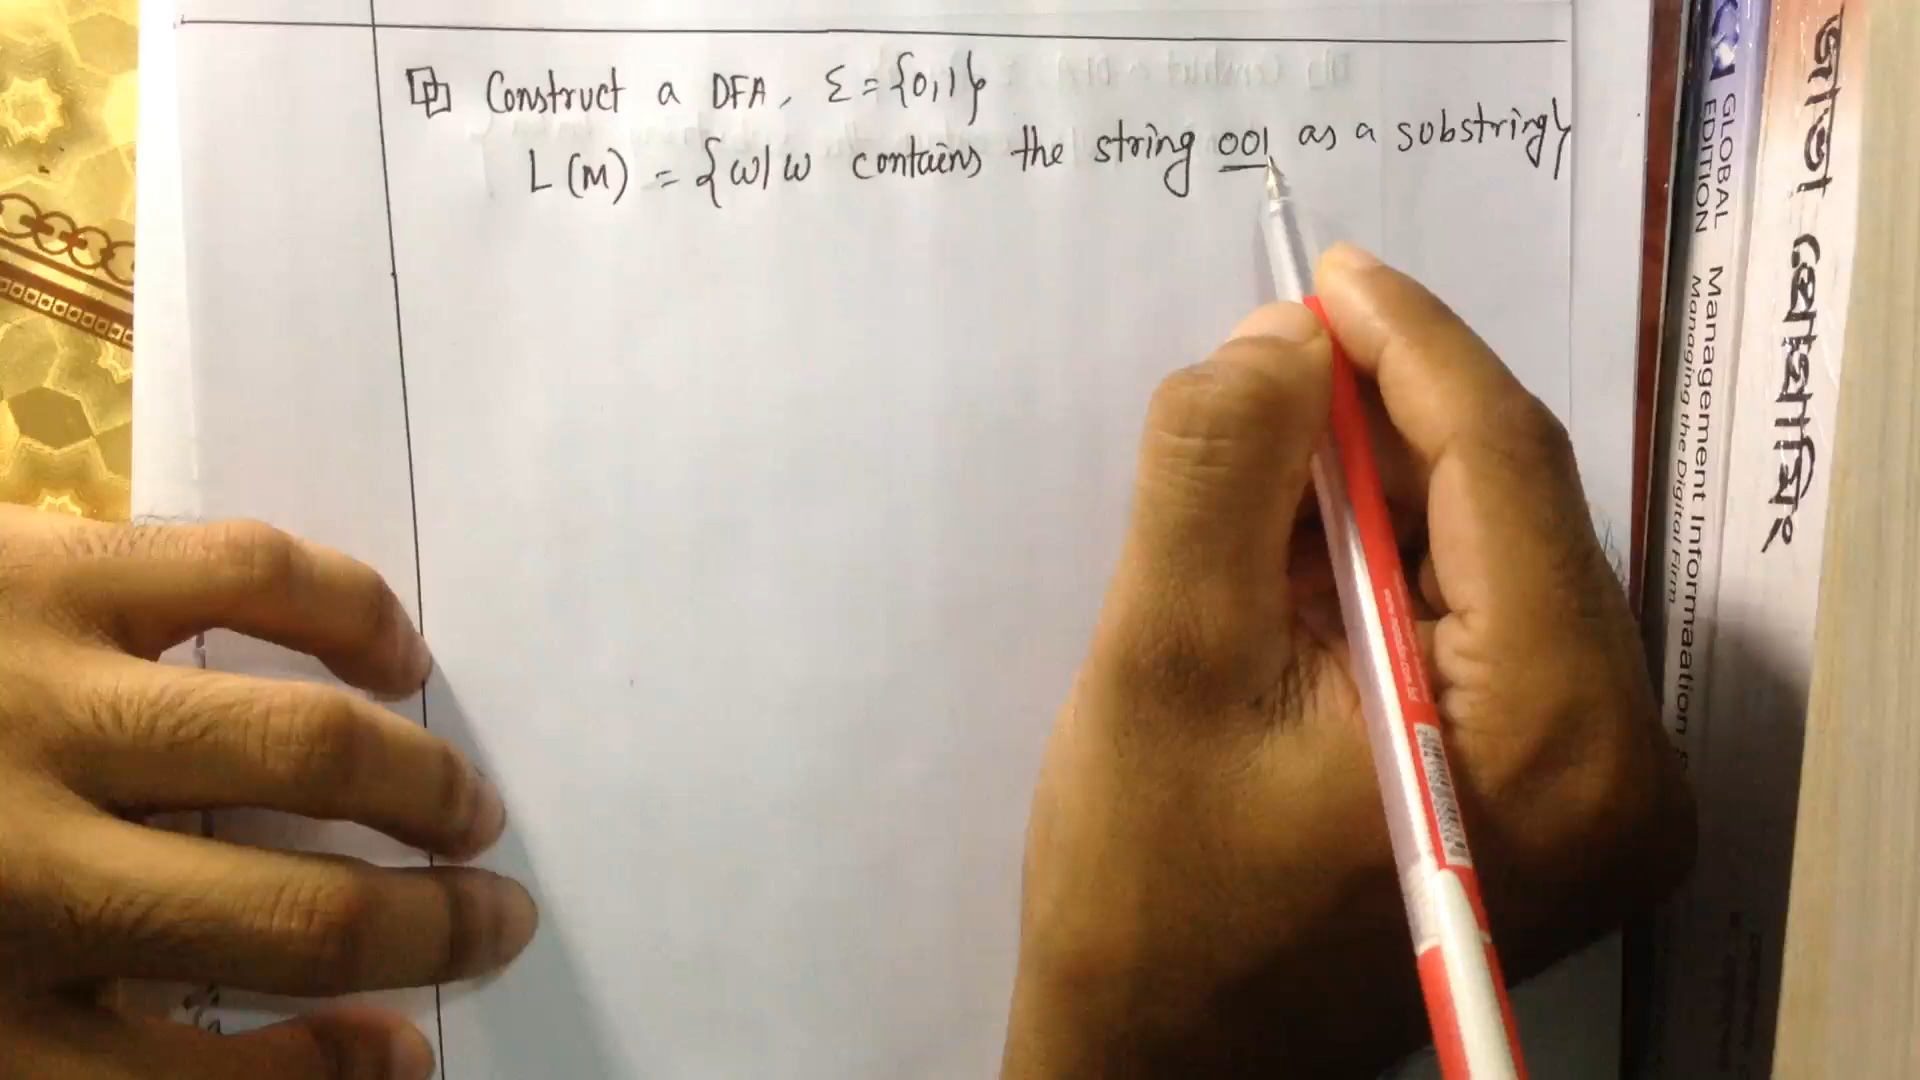 Construct a DFA, Σ = {0,1}
L(M) = {w/w contains the string 001 as a substring}
GLOBAL
EDITION
Management Information
Managing the Digital Firm